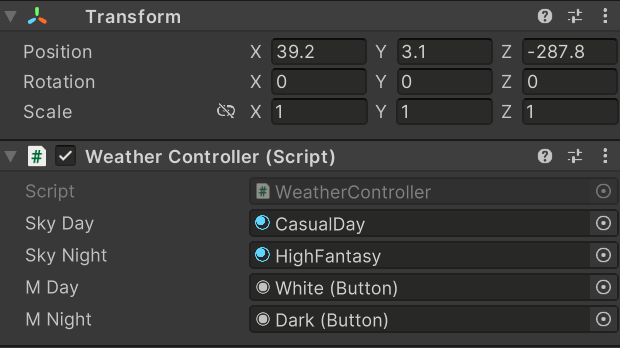 Transform
Position X 39.2 Y 3.1 Z -287.8
Rotation X 0 Y 0 Z 0
Scale X 1 Y 1 Z 1
# Weather Controller (Script)
Script # WeatherController
Sky Day CasualDay
Sky Night HighFantasy
M Day White (Button)
M Night Dark (Button)